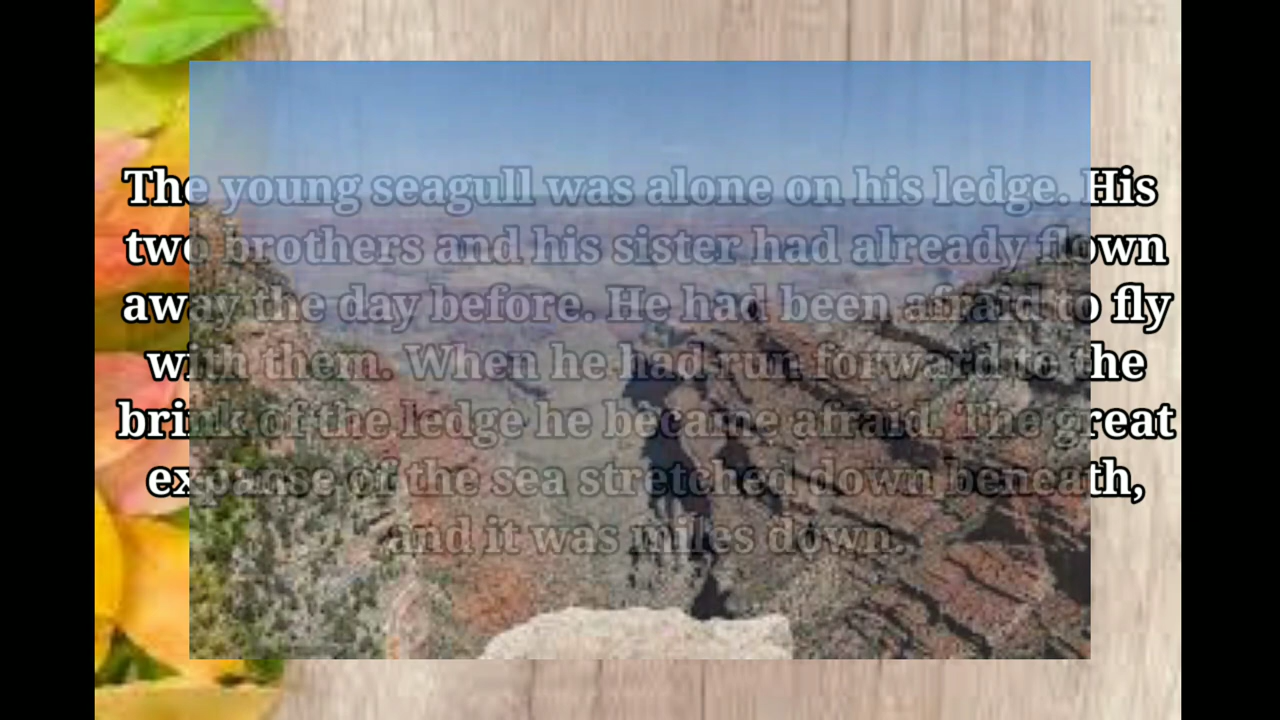 The young seagull was alone on his ledge. His
two brothers and his sister had already flown
away the day before. He had been afraid to fly
with them. When he had run forward to the
brink of the ledge he became afraid. The great
expanse of the sea stretched down beneath,
and it was miles down.